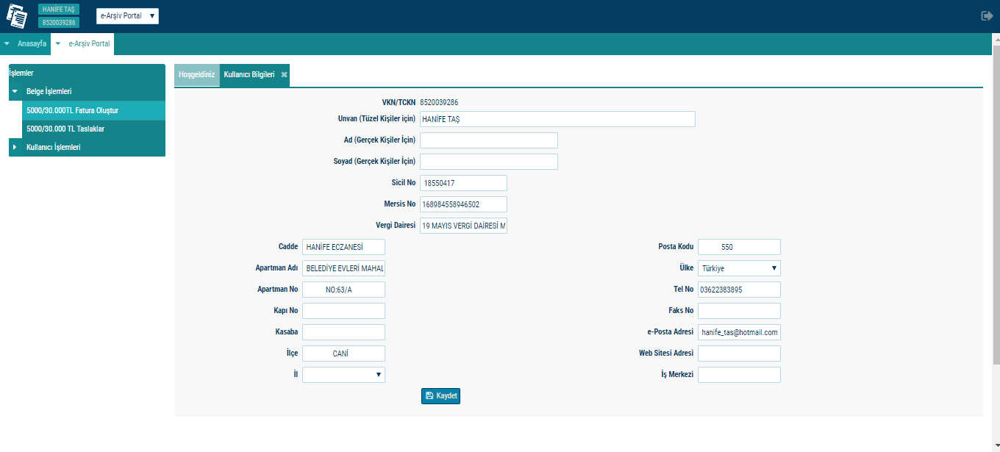 HANİFE TAŞ
8520039286
e-Arşiv Portal
Anasayfa
e-Arşiv Portal
İşlemler
Belge İşlemleri
5000/30.000TL Fatura Oluştur
5000/30.000 TL Taslaklar
Kullanıcı İşlemleri
Hoşgeldiniz
Kullanıcı Bilgileri
VKN/TCKN 8520039286
Unvan (Tüzel Kişiler için) HANİFE TAŞ
Ad (Gerçek Kişiler İçin)
Soyad (Gerçek Kişiler İçin)
Sicil No 18550417
Mersis No 168984558946502
Vergi Dairesi 19 MAYIS VERGİ DAİRESİ M
Cadde HANİFE ECZANESİ
Posta Kodu 550
Apartman Adı BELEDİYE EVLERİ MAHAL
Ülke Türkiye
Apartman No NO:63/A
Tel No 03622383895
Kapı No
Faks No
Kasaba
e-Posta Adresi hanife_tas@hotmail.com
İlçe CANİ
Web Sitesi Adresi
İl
İş Merkezi
Kaydet